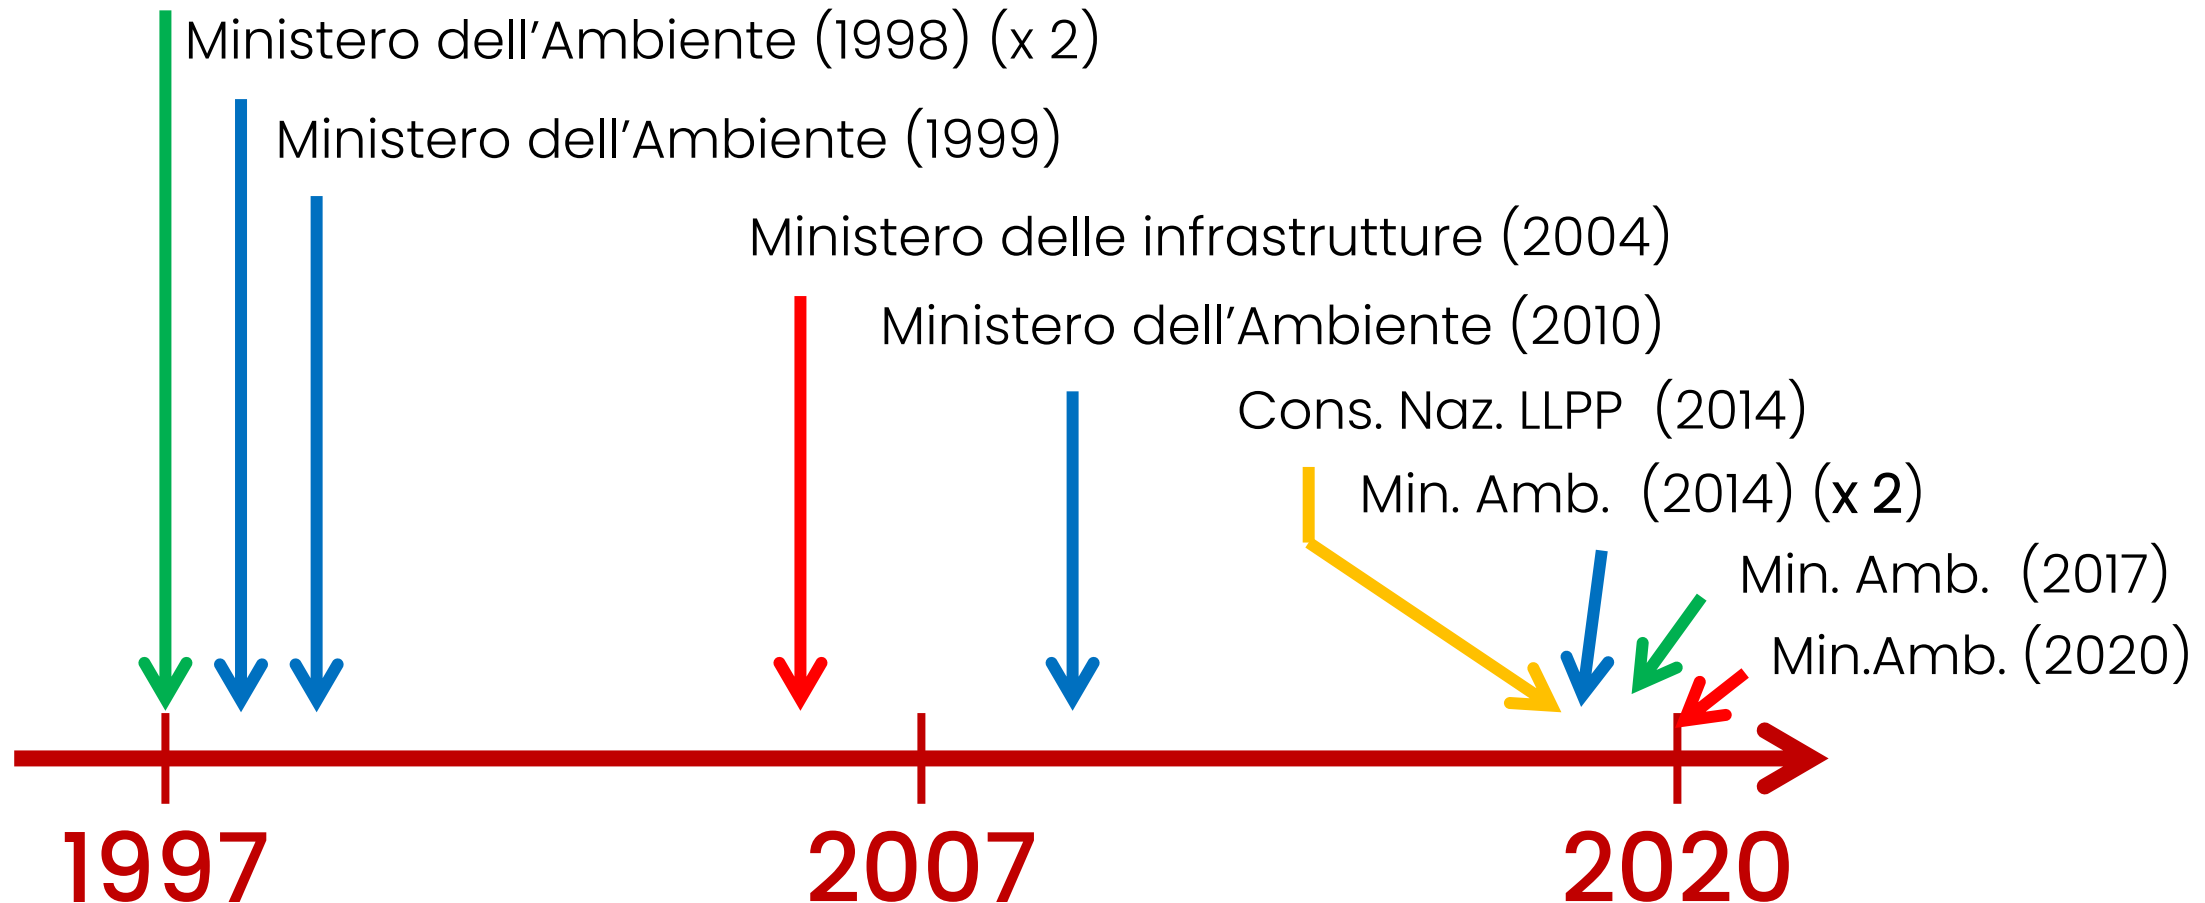 Ministero dell’Ambiente (1998) (x 2)
Ministero dell’Ambiente (1999)
Ministero delle infrastrutture (2004)
Ministero dell’Ambiente (2010)
Cons. Naz. LLPP (2014)
Min. Amb. (2014) (x 2)
Min. Amb. (2017)
Min.Amb. (2020)
1997 2007 2020